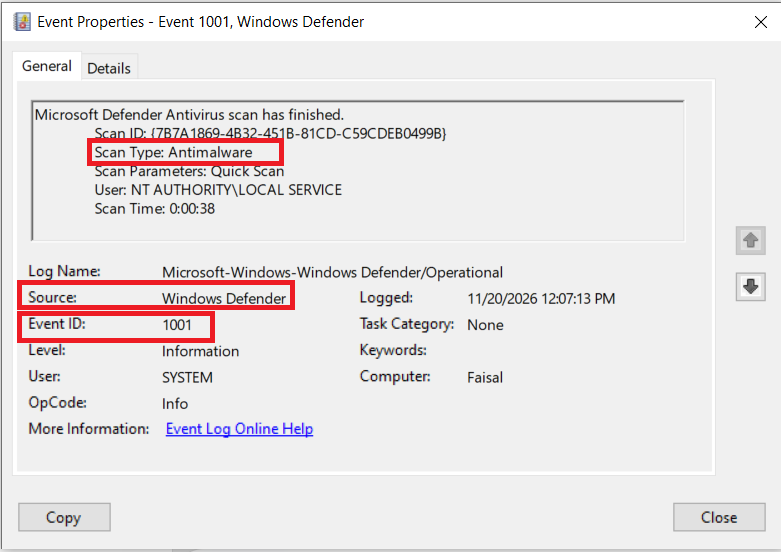 Event Properties - Event 1001, Windows Defender
General Details
Microsoft Defender Antivirus scan has finished.
Scan ID: {7B7A1869-4B32-451B-81CD-C59CDEB0499B}
Scan Type: Antimalware
Scan Parameters: Quick Scan
User: NT AUTHORITY\LOCAL SERVICE
Scan Time: 0:00:38
Log Name: Microsoft-Windows-Windows Defender/Operational
Source: Windows Defender Logged: 11/20/2026 12:07:13 PM
Event ID: 1001 Task Category: None
Level: Information Keywords:
User: SYSTEM Computer: Faisal
OpCode: Info
More Information: Event Log Online Help
Copy Close